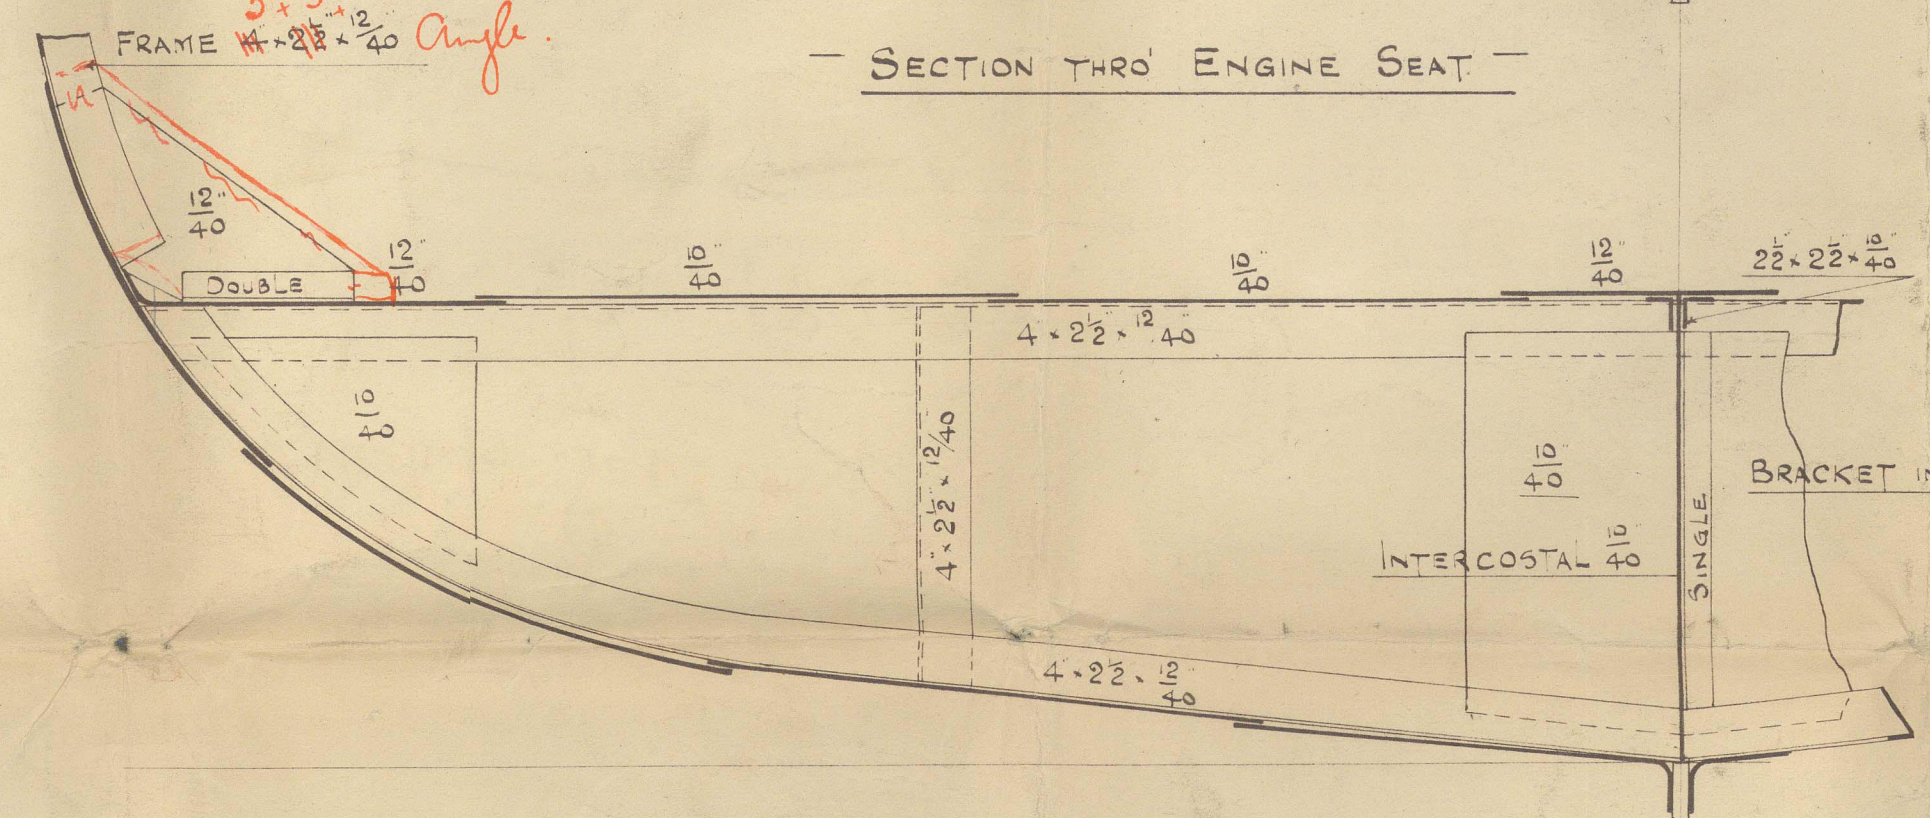 3 × 3 ×
FRAME 4" × 2½" × 12/40 Angle.
— SECTION THRO' ENGINE SEAT —
12"/40
DOUBLE
12"/40
10"/40
10"/40
12"/40
2½" × 2½" × 10"/40
4" × 2½" × 12"/40
10/40
4" × 2½" × 12/40
10/40
BRACKET
INTERCOSTAL 10"/40
SINGLE
4" × 2½" × 12"/40